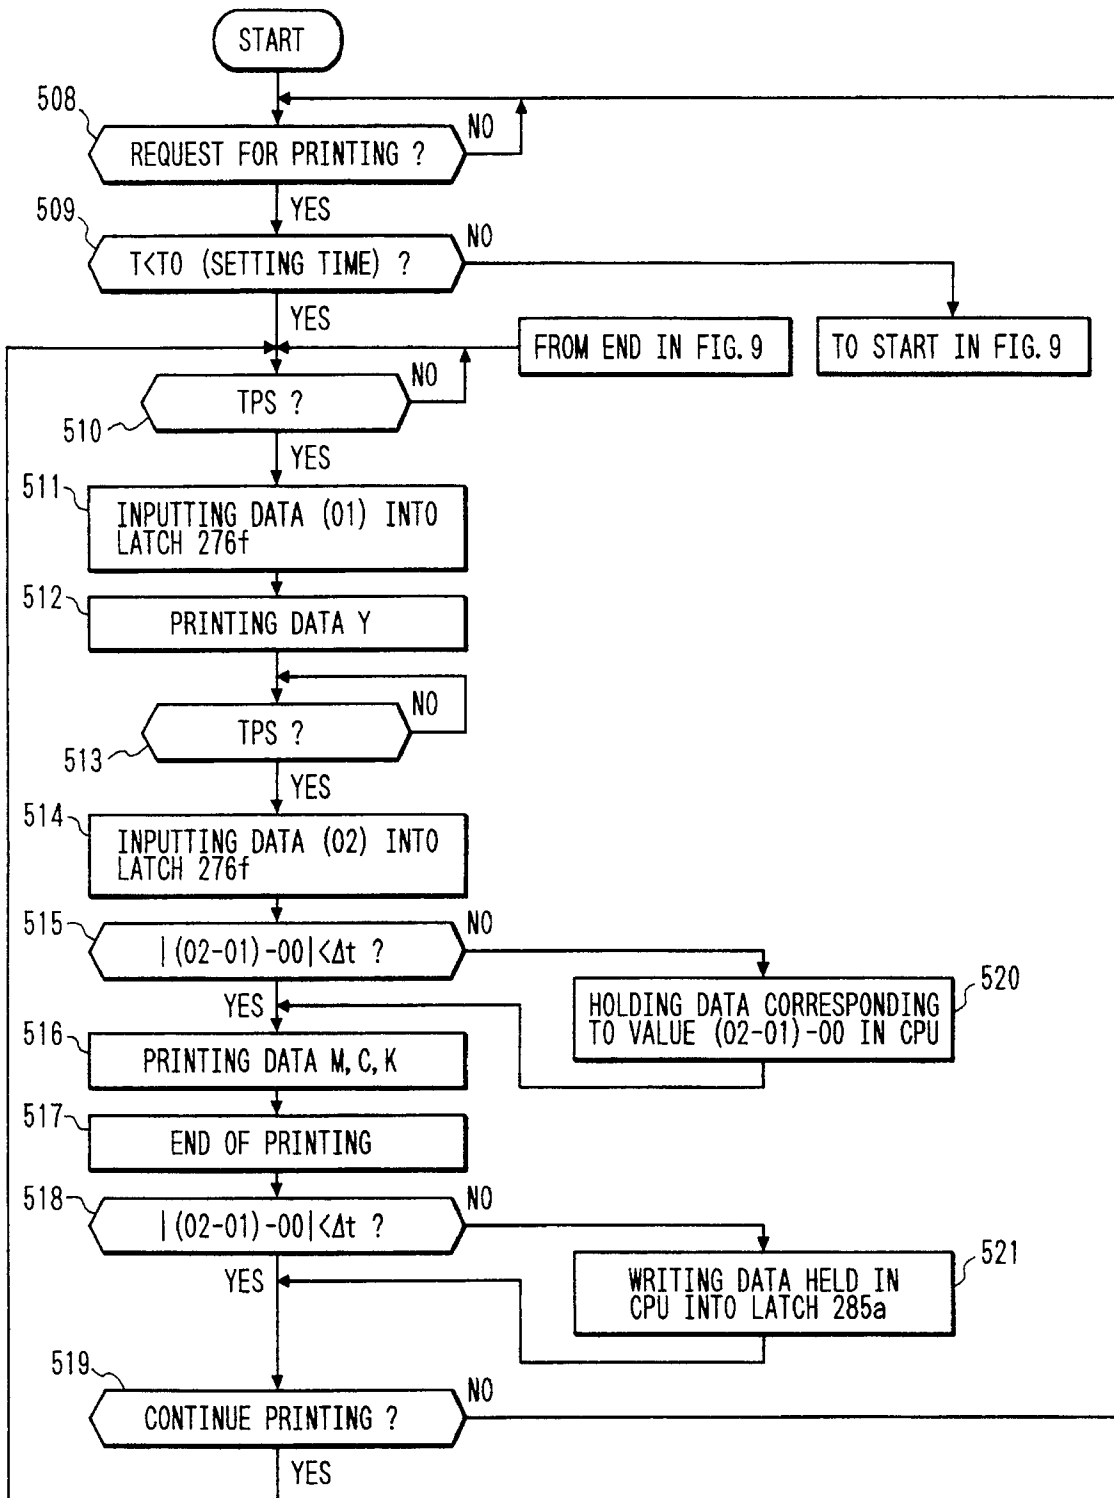 START
508
NO
REQUEST FOR PRINTING ?
YES
509
NO
T<T0 (SETTING TIME) ?
YES
FROM END IN FIG.9
TO START IN FIG.9
NO
TPS ?
510
YES
511
INPUTTING DATA (01) INTO
LATCH 276f
512
PRINTING DATA Y
NO
TPS ?
513
YES
514
INPUTTING DATA (02) INTO
LATCH 276f
515
NO
|(02-01)-00|<Δt ?
520
YES
HOLDING DATA CORRESPONDING
TO VALUE (02-01)-00 IN CPU
516
PRINTING DATA M, C, K
517
END OF PRINTING
518
NO
|(02-01)-00|<Δt ?
521
YES
WRITING DATA HELD IN
CPU INTO LATCH 285a
519
NO
CONTINUE PRINTING ?
YES